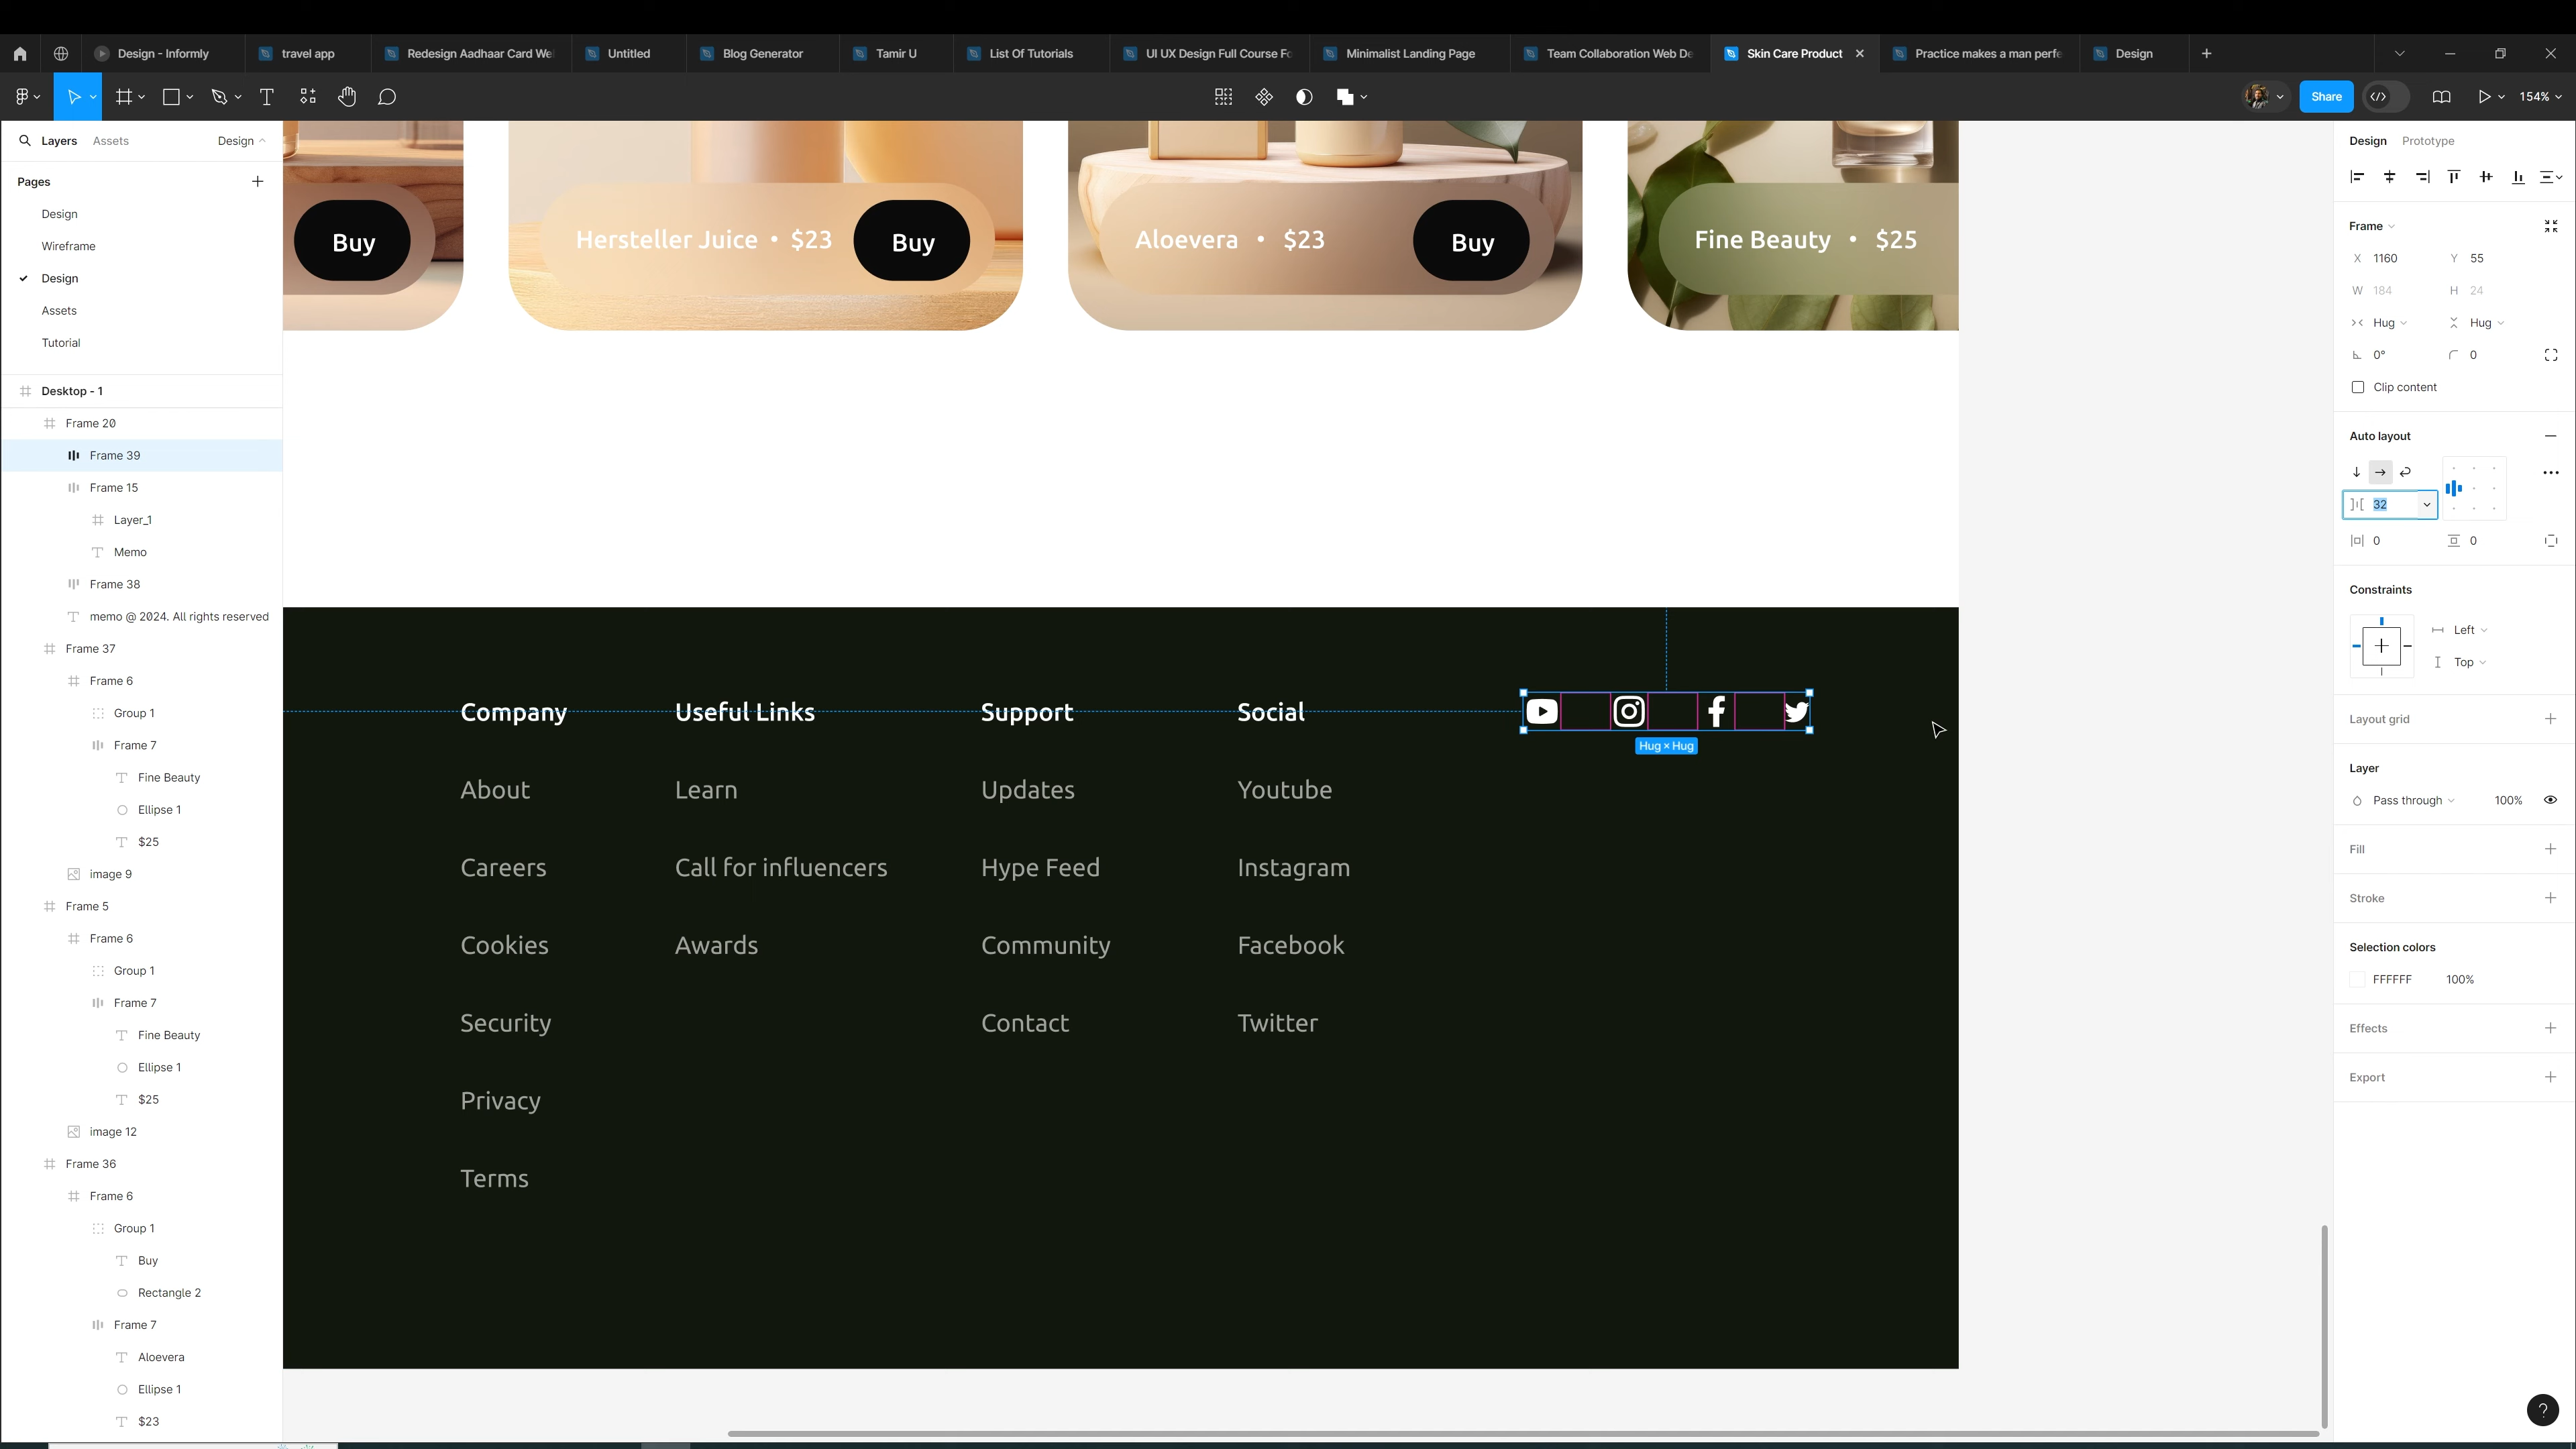 Design - Informly
travel app
Redesign Aadhaar Card We
Untitled
Blog Generator
Tamir U
List Of Tutorials
UI UX Design Full Course Fo
Minimalist Landing Page
Team Collaboration Web De
Skin Care Product
Practice makes a man perfe
Design
Share
154%
Layers
Assets
Design
Pages
Design
Wireframe
Design
Assets
Tutorial
Desktop - 1
Frame 20
Frame 39
Frame 15
Layer_1
Memo
Frame 38
memo @ 2024. All rights reserved
Frame 37
Frame 6
Group 1
Frame 7
Fine Beauty
Ellipse 1
$25
image 9
Frame 5
Frame 6
Group 1
Frame 7
Fine Beauty
Ellipse 1
$25
image 12
Frame 36
Frame 6
Group 1
Buy
Rectangle 2
Frame 7
Aloevera
Ellipse 1
$23
Buy
Hersteller Juice • $23
Buy
Aloevera • $23
Buy
Fine Beauty • $25
Company
About
Careers
Cookies
Security
Privacy
Terms
Useful Links
Learn
Call for influencers
Awards
Support
Updates
Hype Feed
Community
Contact
Social
Youtube
Instagram
Facebook
Twitter
Hug × Hug
Design
Prototype
Frame
X 1160
Y 55
W 184
H 24
Hug
Hug
0°
0
Clip content
Auto layout
32
0
0
Constraints
Left
Top
Layout grid
Layer
Pass through
100%
Fill
Stroke
Selection colors
FFFFFF
100%
Effects
Export
?